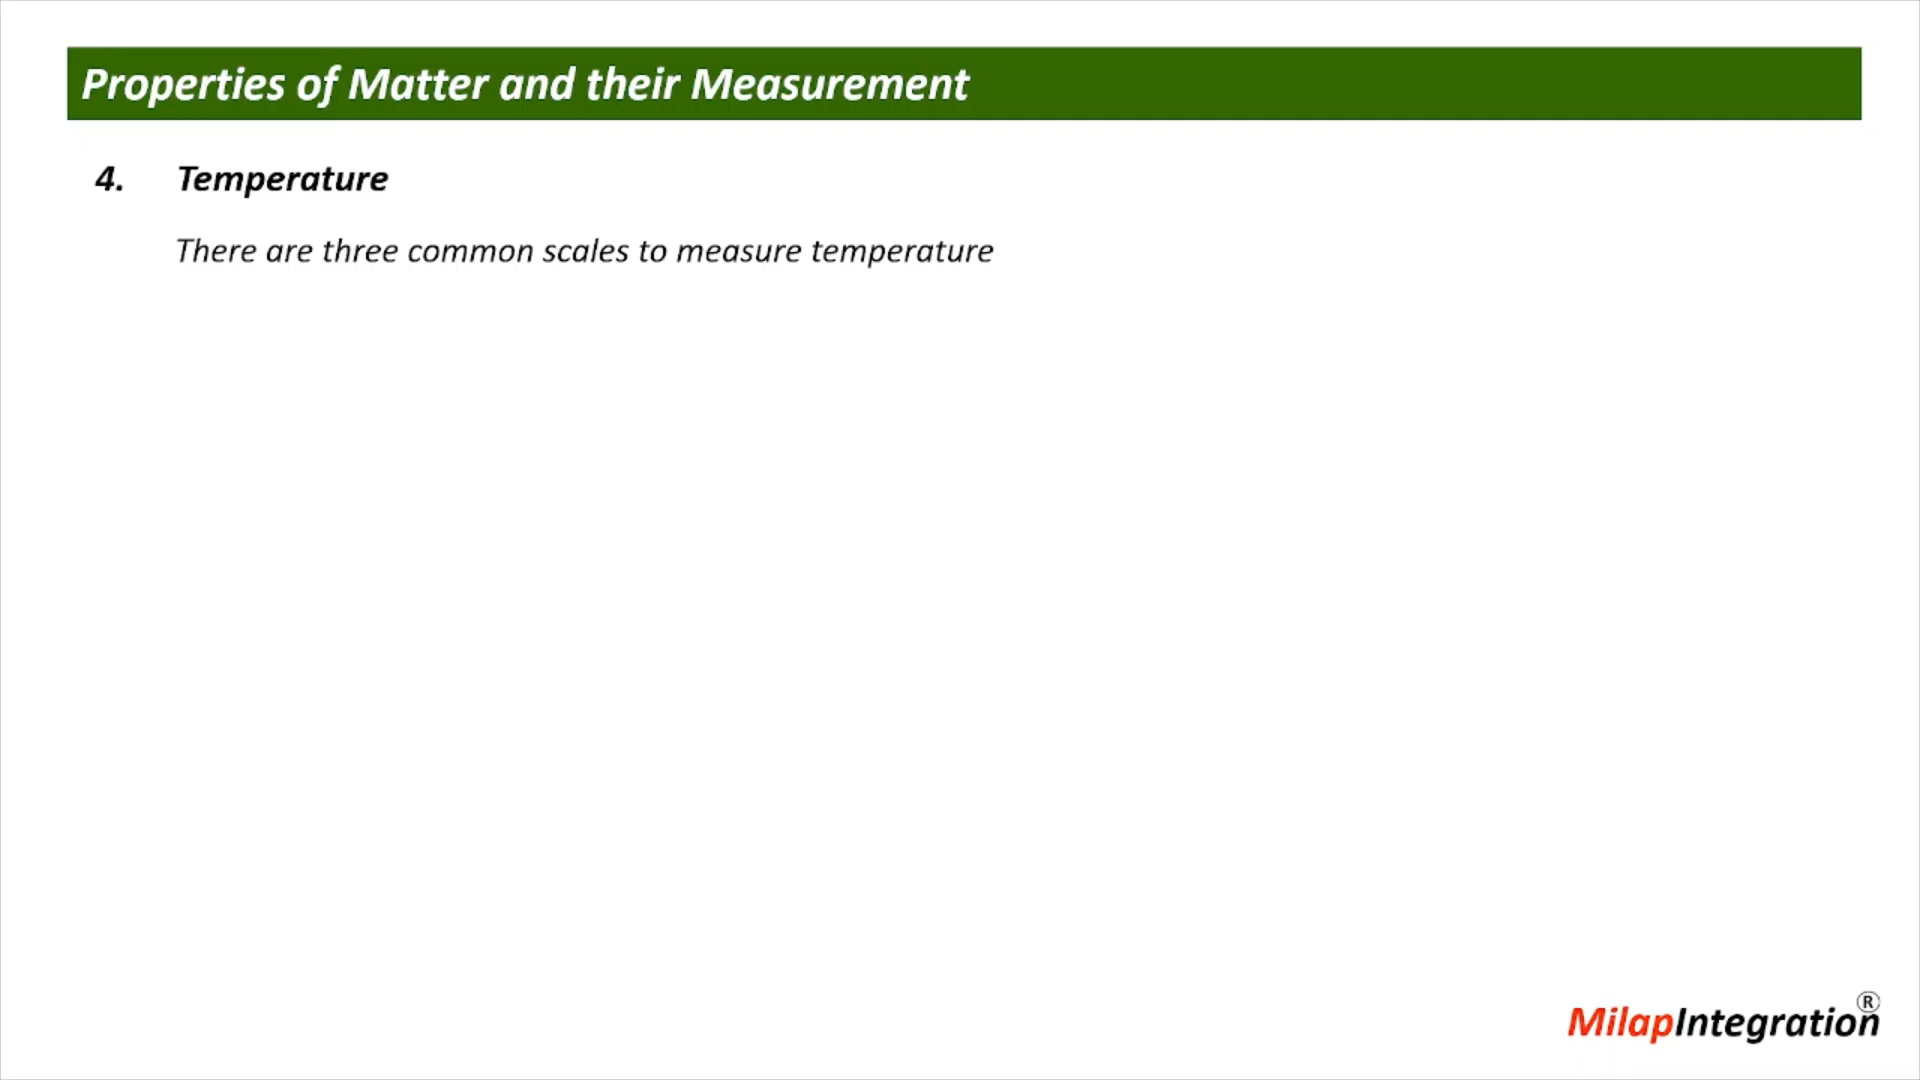 Properties of Matter and their Measurement
4. Temperature
There are three common scales to measure temperature
MilapIntegration®